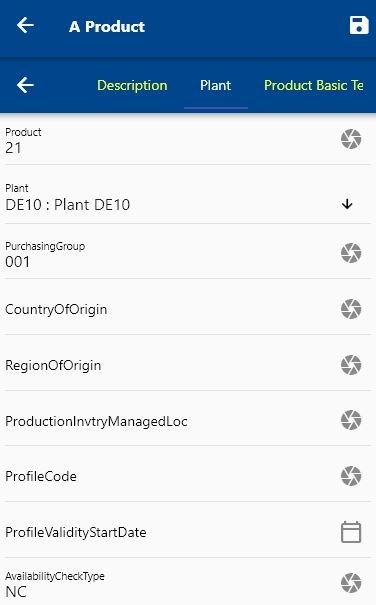 A Product
Description Plant Product Basic Te
Product
21
Plant
DE10 : Plant DE10
PurchasingGroup
001
CountryOfOrigin
RegionOfOrigin
ProductionInvtryManagedLoc
ProfileCode
ProfileValidityStartDate
AvailabilityCheckType
NC